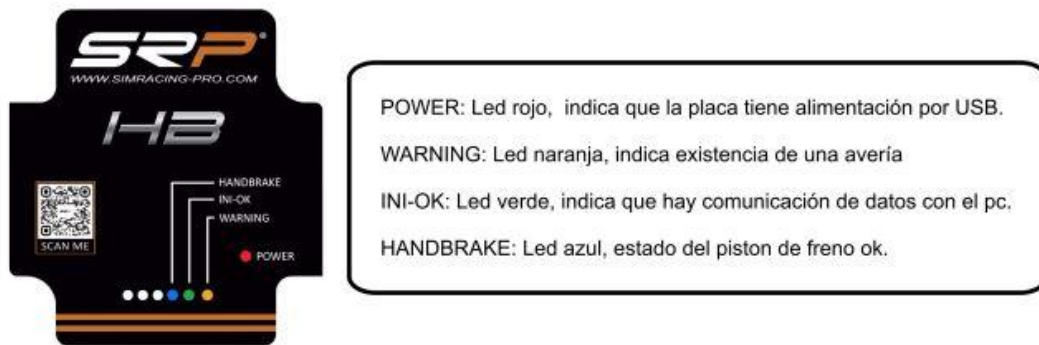 SRP®
WWW.SIMRACING-PRO.COM
HB
HANDBRAKE
INI-OK
WARNING
SCAN ME
POWER
POWER: Led rojo, indica que la placa tiene alimentación por USB.
WARNING: Led naranja, indica existencia de una avería
INI-OK: Led verde, indica que hay comunicación de datos con el pc.
HANDBRAKE: Led azul, estado del piston de freno ok.